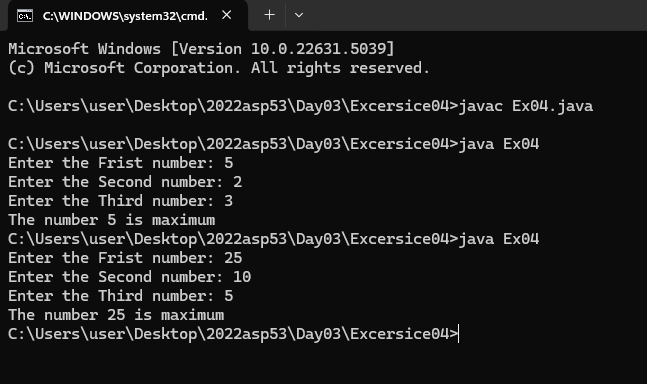 C:\WINDOWS\system32\cmd.
Microsoft Windows [Version 10.0.22631.5039]
(c) Microsoft Corporation. All rights reserved.
C:\Users\user\Desktop\2022asp53\Day03\Excersice04>javac Ex04.java
C:\Users\user\Desktop\2022asp53\Day03\Excersice04>java Ex04
Enter the Frist number: 5
Enter the Second number: 2
Enter the Third number: 3
The number 5 is maximum
C:\Users\user\Desktop\2022asp53\Day03\Excersice04>java Ex04
Enter the Frist number: 25
Enter the Second number: 10
Enter the Third number: 5
The number 25 is maximum
C:\Users\user\Desktop\2022asp53\Day03\Excersice04>